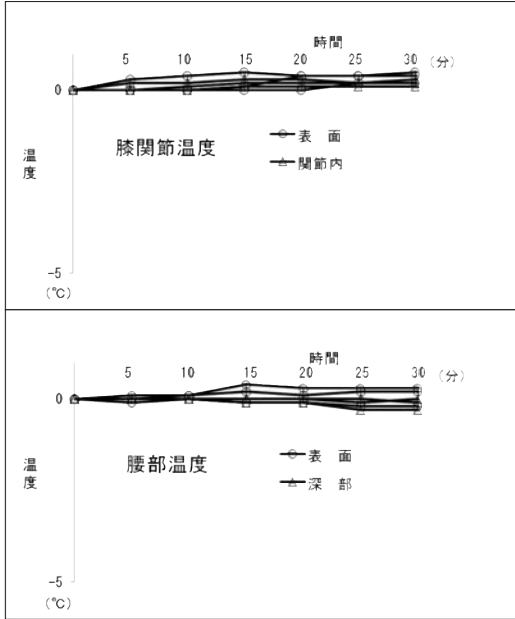 時間
5 10 15 20 25 30 (分)
0
膝関節温度
表 面
関節内
温度
-5
(℃)
時間
5 10 15 20 25 30 (分)
0
腰部温度
表 面
深 部
温度
-5
(℃)